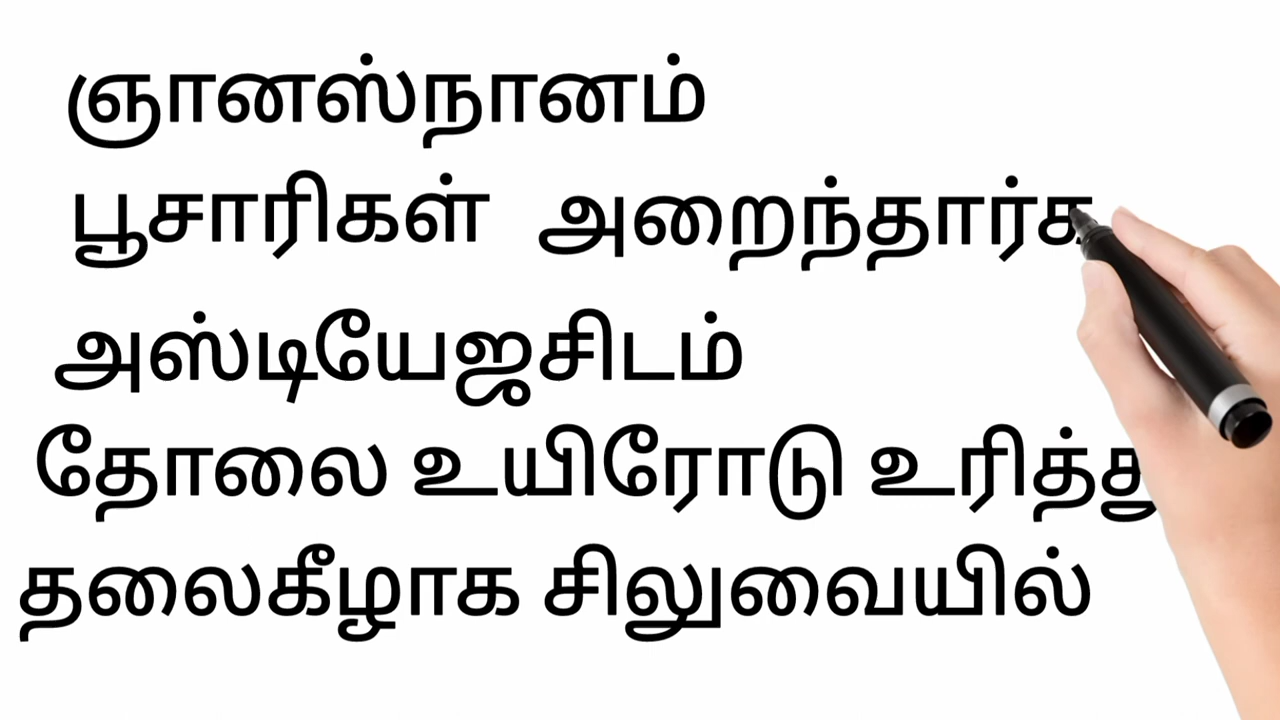 ஞானஸ்நானம்
பூசாரிகள் அறைந்தார்க
அஸ்டியேஜசிடம்
தோலை உயிரோடு உரித்து
தலைகீழாக சிலுவையில்